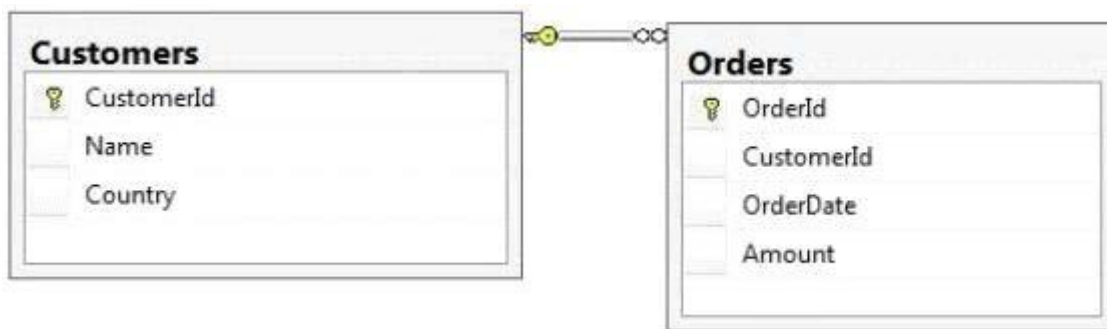 Customers
CustomerId
Name
Country
Orders
OrderId
CustomerId
OrderDate
Amount